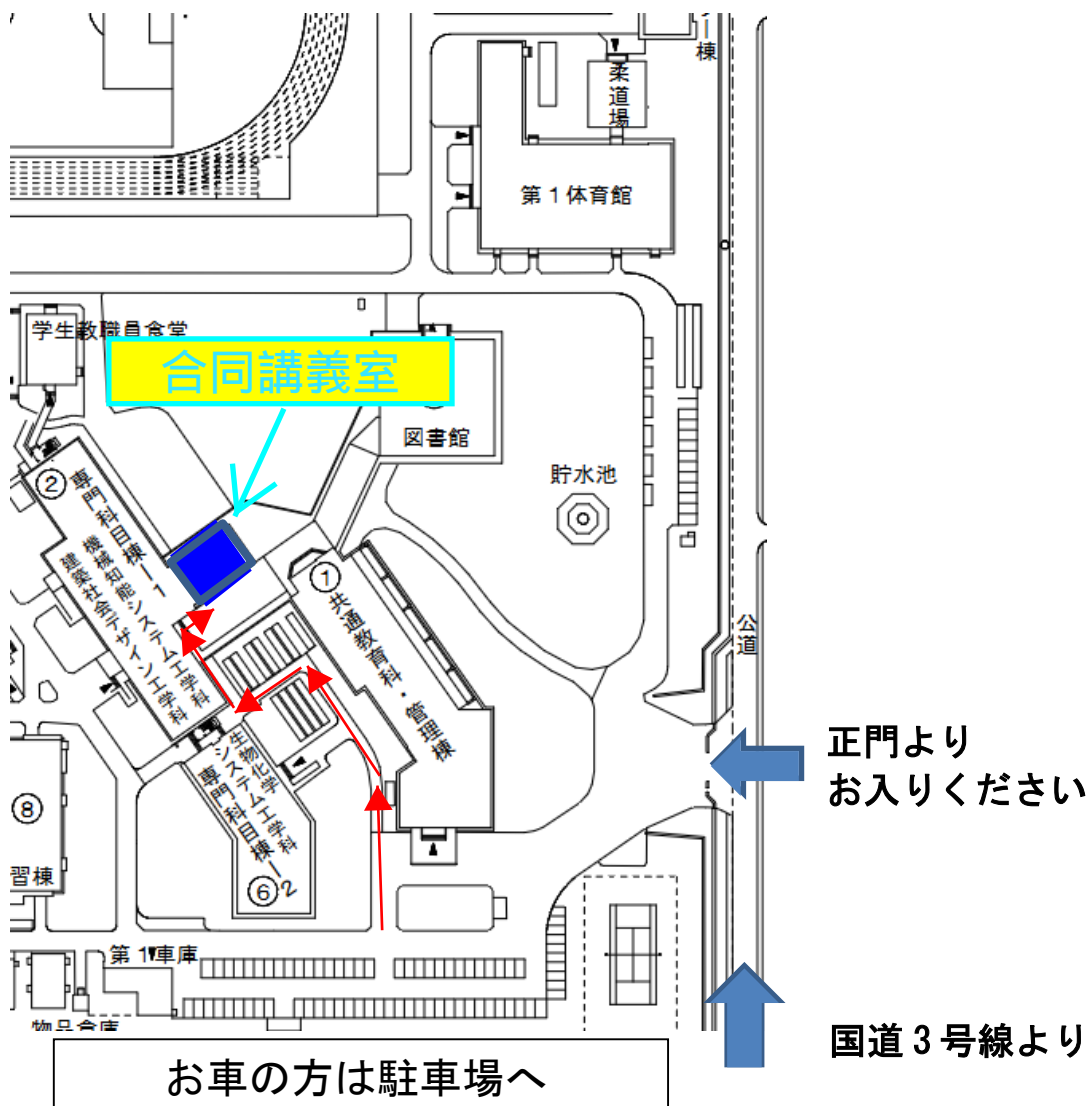 ー棟
柔道場
第1体育館
学生教職員食堂
合同講義室
図書館
貯水池
②
専門科目棟ー1
機械知能システム工学科
建築社会デザイン工学科
①
共通教育科・管理棟
公道
正門より
お入りください
生物化学
システム工学科
専門科目棟ー2
⑥
⑧
習棟
第1車庫
物品倉庫
国道3号線より
お車の方は駐車場へ